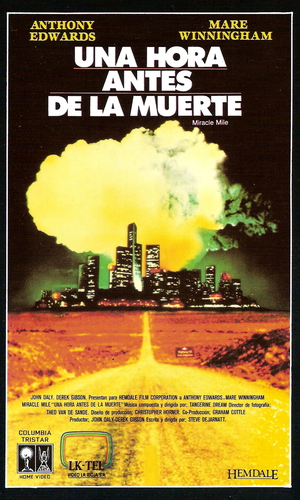 ANTHONY EDWARDS
MARE WINNINGHAM
UNA HORA
ANTES
DE LA MUERTE
Miracle Mile
JOHN DALY, DEREK GIBSON, Presentan para HEMDALE FILM CORPORATION a ANTHONY EDWARDS MARE WINNINGHAM
MIRACLE MILE "UNA HORA ANTES DE LA MUERTE" Música compuesta y dirigida por: TANGERINE DREAM Director de fotografía:
THEO VAN DE SANDE. Diseño de producción: CHRISTOPHER HORNER. Co-Producción: GRAHAM COTTLE
Productor: JOHN DALY-DEREK GIBSON Escrita y dirigida por: STEVE DEJARNATT.
COLUMBIA
TRISTAR
HOME VIDEO
LK-TEL
HEMDALE